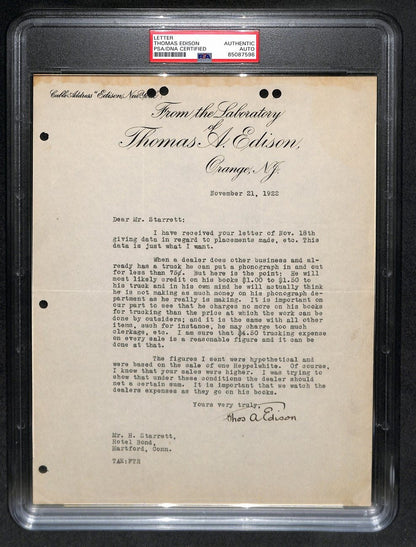 LETTER
THOMAS EDISON
PSA/DNA CERTIFIED
AUTHENTIC
AUTO
85087596
PSA
Cable Address "Edison, New York"
From the Laboratory
of
Thomas A. Edison,
Orange, N.J.
November 21, 1922
Dear Mr. Starrett:
I have received your letter of Nov. 18th
giving data in regard to placements made, etc. This
data is just what I want.
When a dealer does other business and al-
ready has a truck he can put a phonograph in and out
for less than 75¢. But here is the point: He will
most likely credit on his books $1.00 to $1.50 to
his truck and in his own mind he will actually think
he is not making as much money on his phonograph de-
partment as he really is making. It is important on
our part to see that he charges no more on his books
for trucking than the price at which the work can be
done by outsiders; and it is the same with all other
items, such for instance, he may charge too much
clerkage, etc. I am sure that $4.50 trucking expense
on every sale is a reasonable figure and it can be
done at that.
The figures I sent were hypothetical and
were based on the sale of one Heppelwhite. Of course,
I know that your sales were higher. I was trying to
show that under these conditions the dealer should
net a certain sum. It is important that we watch the
dealers expenses as they go on his books.
Yours very truly,
Thos A. Edison
Mr. H. Starrett,
Hotel Bond,
Hartford, Conn.
TAE:FTR